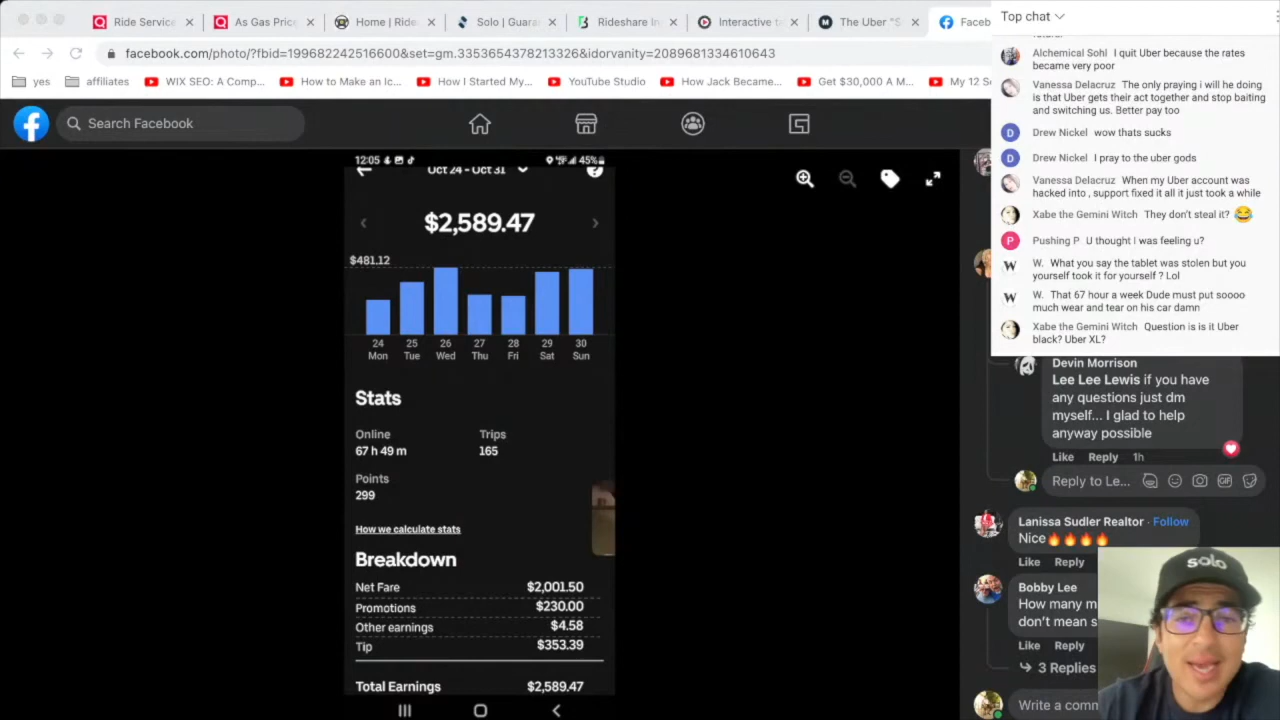 Ride Service
As Gas Price
Home | Ride
Solo | Guaran
Rideshare In
Interactive t
The Uber "S
Faceb
facebook.com/photo/?fbid=199682722516600&set=gm.3353654378213326&idorvanity=2089681334610643
yes
affiliates
WIX SEO: A Comp...
How to Make an Ic...
How I Started My...
YouTube Studio
How Jack Became...
Get $30,000 A M...
My 12 S
Search Facebook
12:05
45%
Oct 24 - Oct 31
?
$2,589.47
$481.12
24 25 26 27 28 29 30
Mon Tue Wed Thu Fri Sat Sun
Stats
Online Trips
67 h 49 m 165
Points
299
How we calculate stats
Breakdown
Net Fare $2,001.50
Promotions $230.00
Other earnings $4.58
Tip $353.39
Total Earnings $2,589.47
Top chat
Alchemical Sohl I quit Uber because the rates
became very poor
Vanessa Delacruz The only praying i will he doing
is that Uber gets their act together and stop baiting
and switching us. Better pay too
D Drew Nickel wow thats sucks
D Drew Nickel I pray to the uber gods
Vanessa Delacruz When my Uber account was
hacked into , support fixed it all it just took a while
Xabe the Gemini Witch They don't steal it? 😂
P Pushing P U thought I was feeling u?
W W. What you say the tablet was stolen but you
yourself took it for yourself ? Lol
W W. That 67 hour a week Dude must put soooo
much wear and tear on his car damn
Xabe the Gemini Witch Question is is it Uber
black? Uber XL?
Devin Morrison
Lee Lee Lewis if you have
any questions just dm
myself... I glad to help
anyway possible
Like Reply 1h
Reply to Le...
GIF
Lanissa Sudler Realtor · Follow
Nice🔥🔥🔥🔥
Like Reply
Bobby Lee
How many m
don't mean s
Like Reply
3 Replies
Write a comm
solo